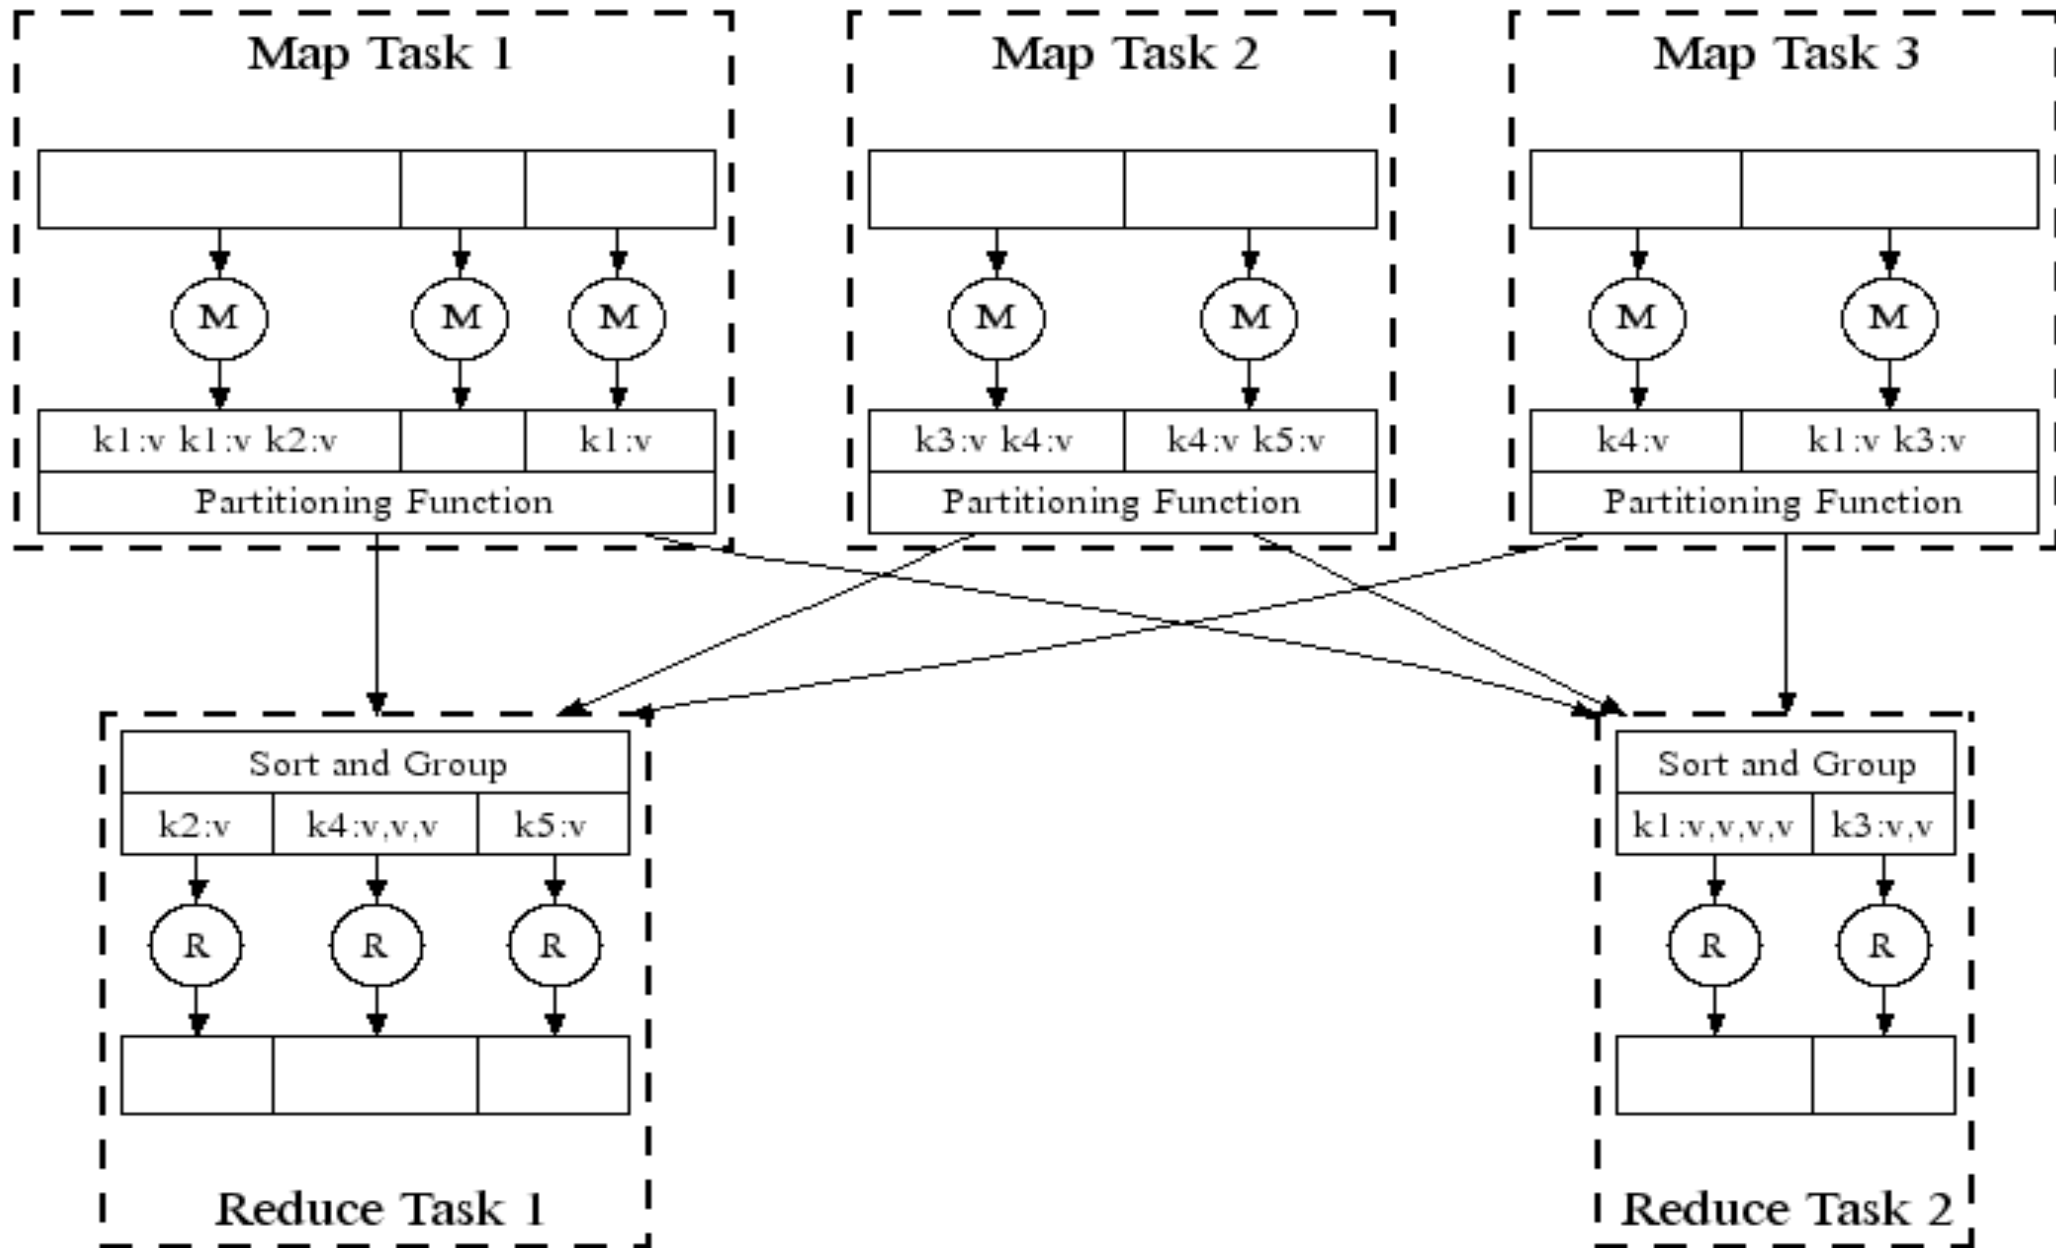 Map Task 1
Map Task 2
Map Task 3
M
M
M
M
M
M
M
k1:v k1:v k2:v
k1:v
k3:v k4:v
k4:v k5:v
k4:v
k1:v k3:v
Partitioning Function
Partitioning Function
Partitioning Function
Sort and Group
k2:v
k4:v,v,v
k5:v
R
R
R
Reduce Task 1
Sort and Group
k1:v,v,v,v
k3:v,v
R
R
Reduce Task 2